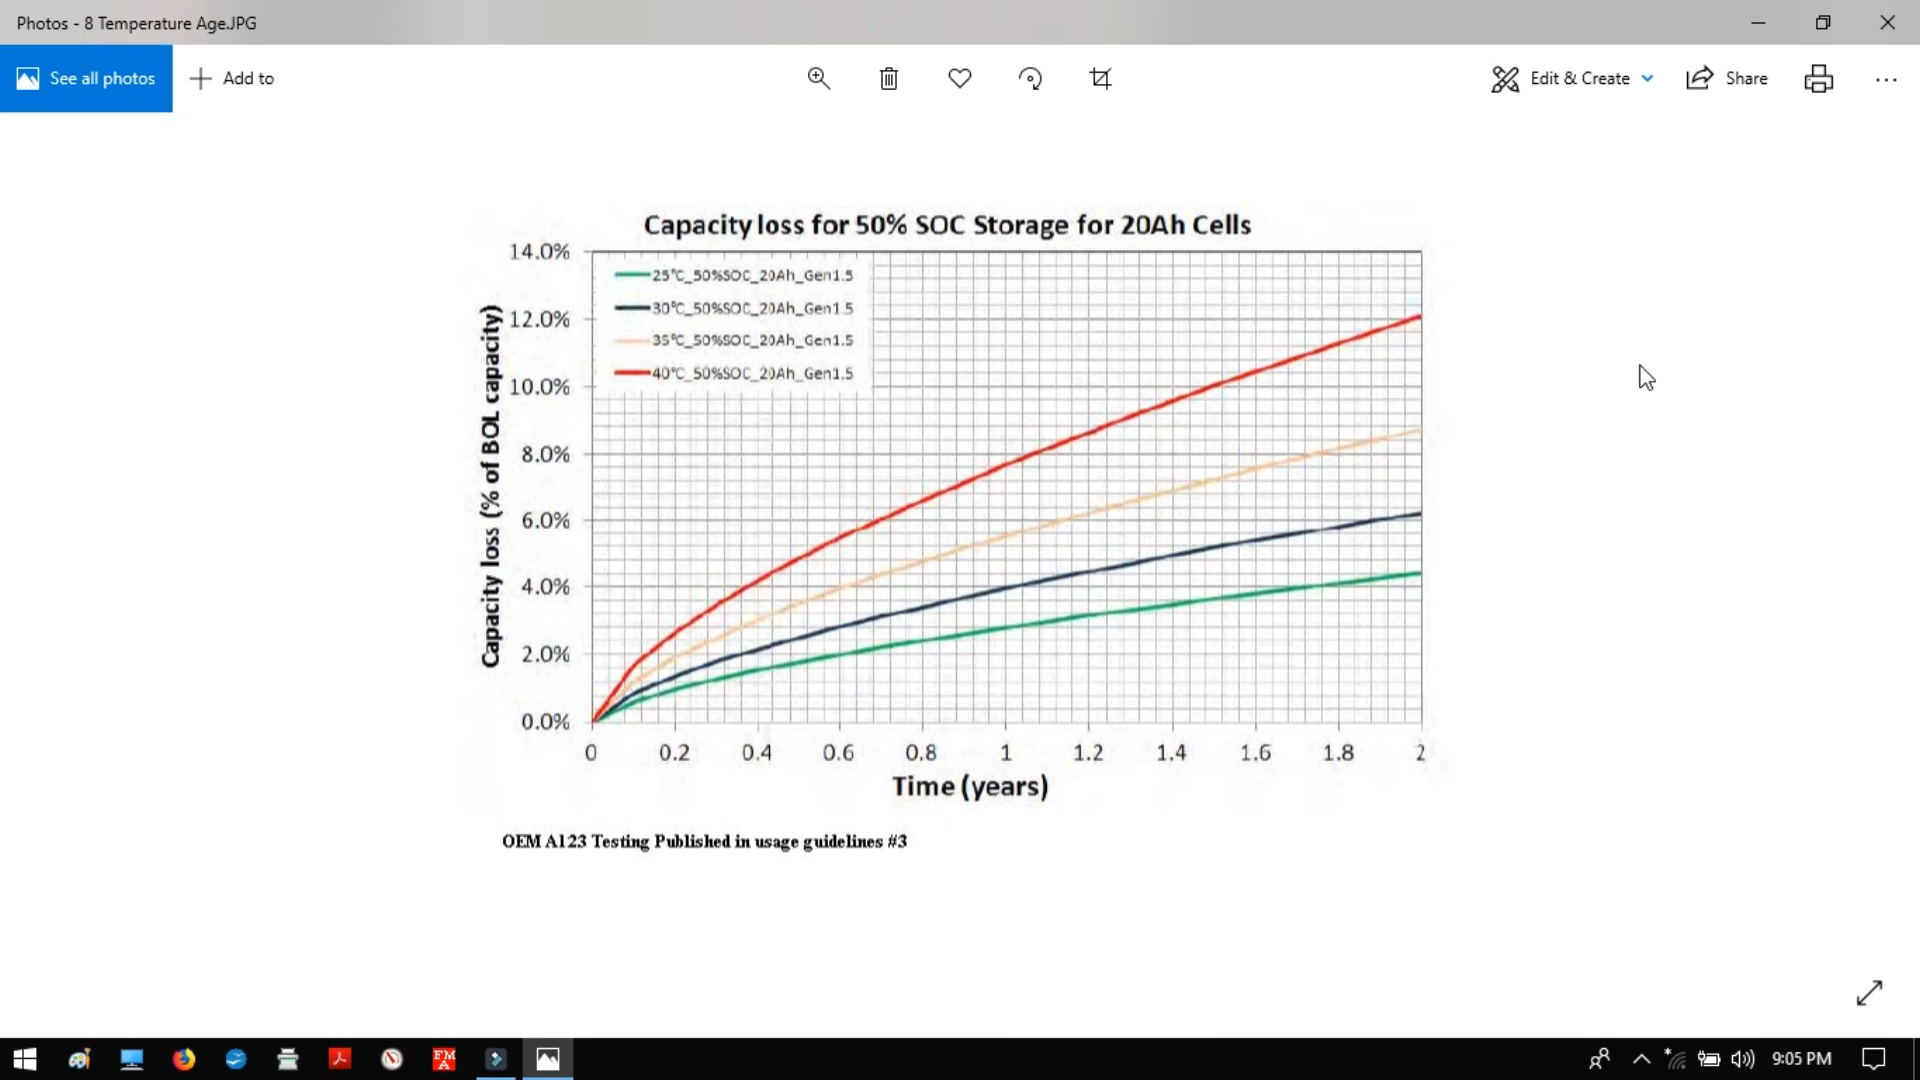 Photos - 8 Temperature Age.JPG
See all photos
Add to
Edit & Create
Share
Capacity loss for 50% SOC Storage for 20Ah Cells
Capacity loss (% of BOL capacity)
14.0%
12.0%
10.0%
8.0%
6.0%
4.0%
2.0%
0.0%
25°C_50%SOC_20Ah_Gen1.5
30°C_50%SOC_20Ah_Gen1.5
35°C_50%SOC_20Ah_Gen1.5
40°C_50%SOC_20Ah_Gen1.5
0 0.2 0.4 0.6 0.8 1 1.2 1.4 1.6 1.8 2
Time (years)
OEM A123 Testing Published in usage guidelines #3
FM
A
9:05 PM